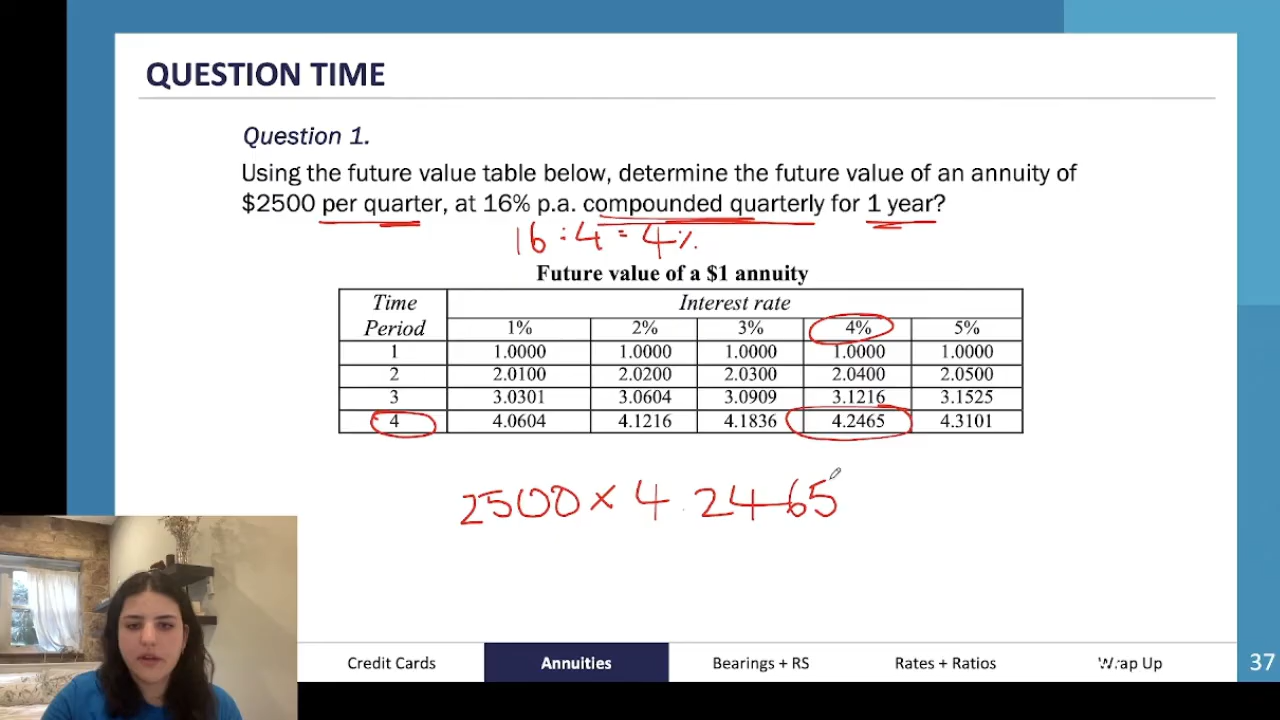 QUESTION TIME
Question 1.
Using the future value table below, determine the future value of an annuity of
$2500 per quarter, at 16% p.a. compounded quarterly for 1 year?
16 ÷ 4 = 4%
Future value of a $1 annuity
Time Period Interest rate
1% 2% 3% 4% 5%
1 1.0000 1.0000 1.0000 1.0000 1.0000
2 2.0100 2.0200 2.0300 2.0400 2.0500
3 3.0301 3.0604 3.0909 3.1216 3.1525
4 4.0604 4.1216 4.1836 4.2465 4.3101
2500 × 4.2465
Credit Cards Annuities Bearings + RS Rates + Ratios Wrap Up 37